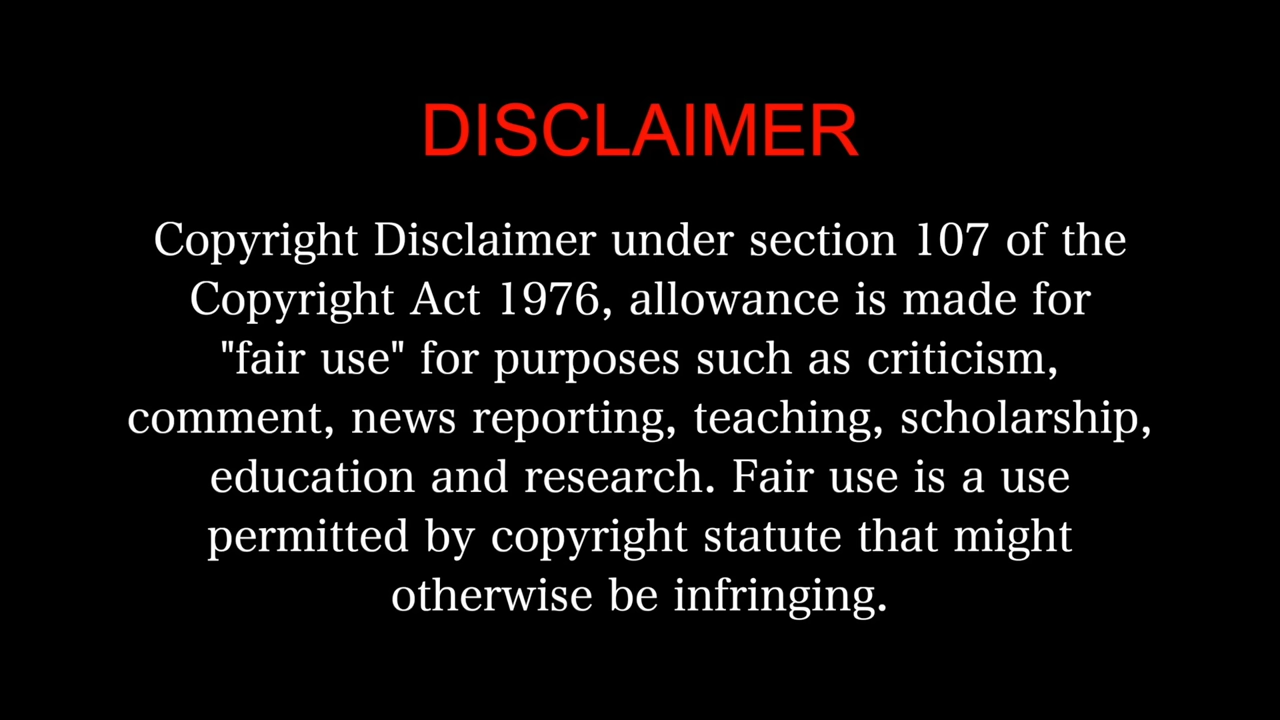 DISCLAIMER
Copyright Disclaimer under section 107 of the
Copyright Act 1976, allowance is made for
"fair use" for purposes such as criticism,
comment, news reporting, teaching, scholarship,
education and research. Fair use is a use
permitted by copyright statute that might
otherwise be infringing.